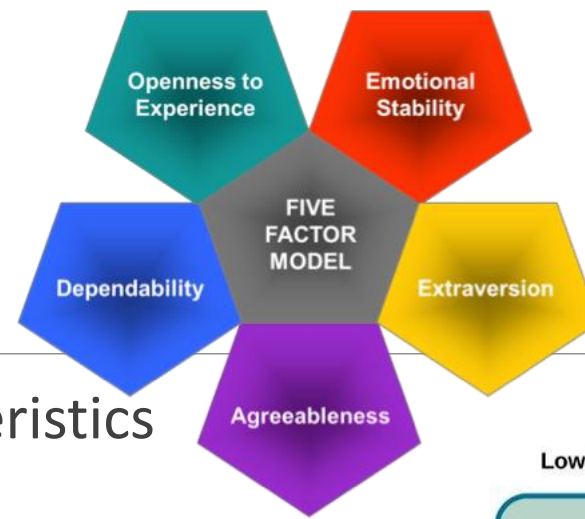 Openness to
Experience
Emotional
Stability
FIVE
FACTOR
MODEL
Dependability
Extraversion
Agreeableness
eristics
Low